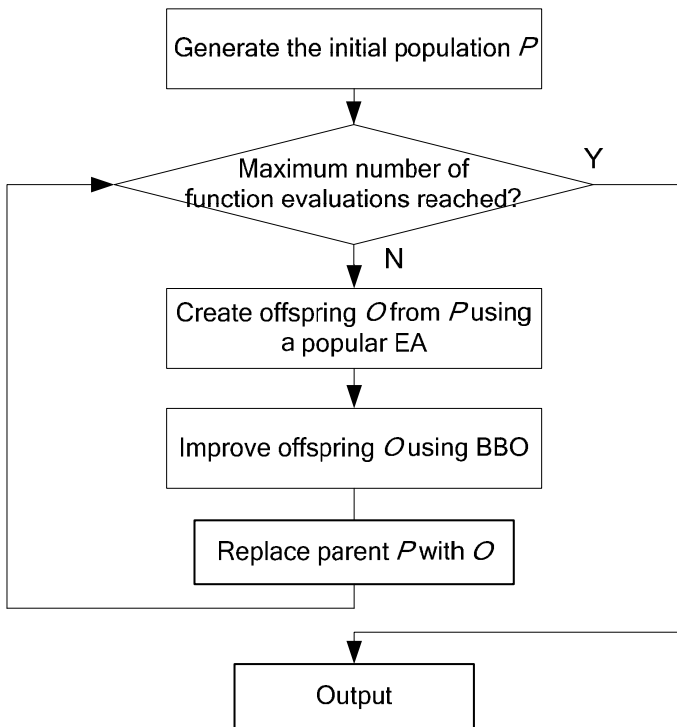 Generate the initial population P
Maximum number of
function evaluations reached?
Y
N
Create offspring O from P using
a popular EA
Improve offspring O using BBO
Replace parent P with O
Output